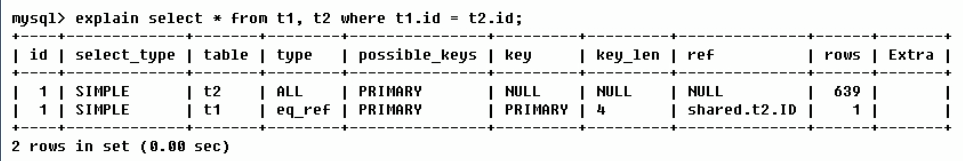 mysql> explain select * from t1, t2 where t1.id = t2.id;
+----+-------------+-------+--------+---------------+---------+---------+--------------+------+-------+
| id | select_type | table | type | possible_keys | key | key_len | ref | rows | Extra |
+----+-------------+-------+--------+---------------+---------+---------+--------------+------+-------+
| 1 | SIMPLE | t2 | ALL | PRIMARY | NULL | NULL | NULL | 639 | |
| 1 | SIMPLE | t1 | eq_ref | PRIMARY | PRIMARY | 4 | shared.t2.ID | 1 | |
+----+-------------+-------+--------+---------------+---------+---------+--------------+------+-------+
2 rows in set (0.00 sec)